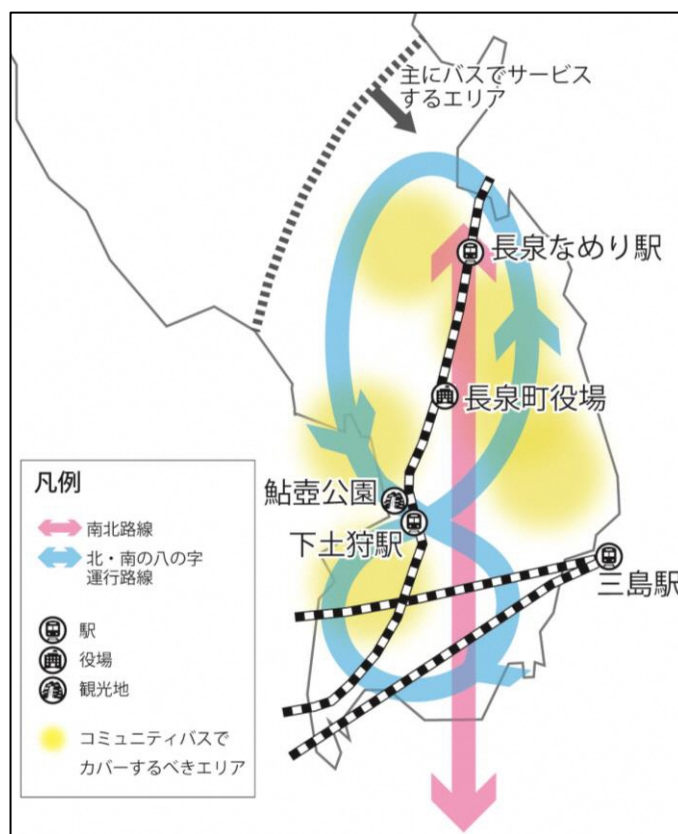 主にバスでサービス
するエリア
長泉なめり駅
長泉町役場
鮎壺公園
下土狩駅
三島駅
凡例
南北路線
北・南の八の字
運行路線
駅
役場
観光地
コミュニティバスで
カバーするべきエリア